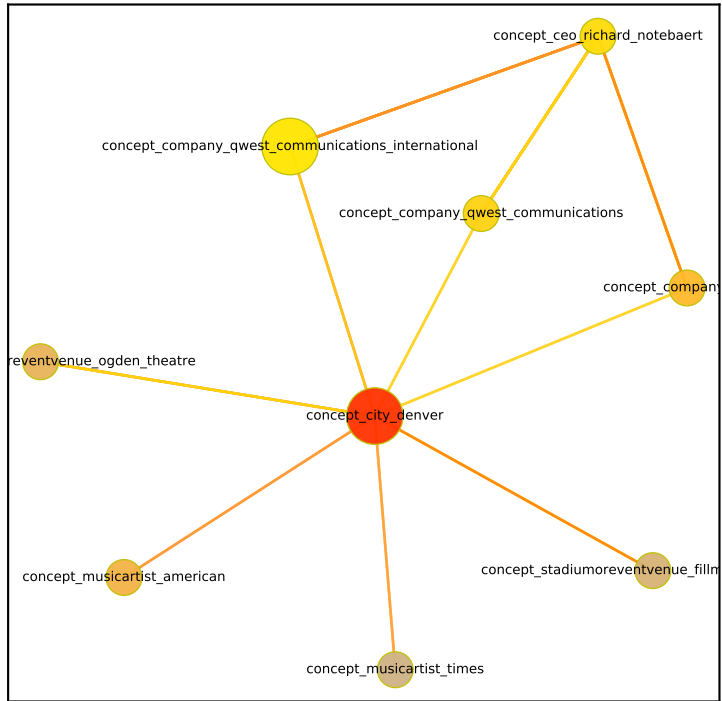 concept_ceo_richard_notebaert
concept_company_qwest_communications_international
concept_company_qwest_communications
concept_company
reventvenue_ogden_theatre
concept_city_denver
concept_stadiumoreventvenue_fillm
concept_musicartist_american
concept_musicartist_times